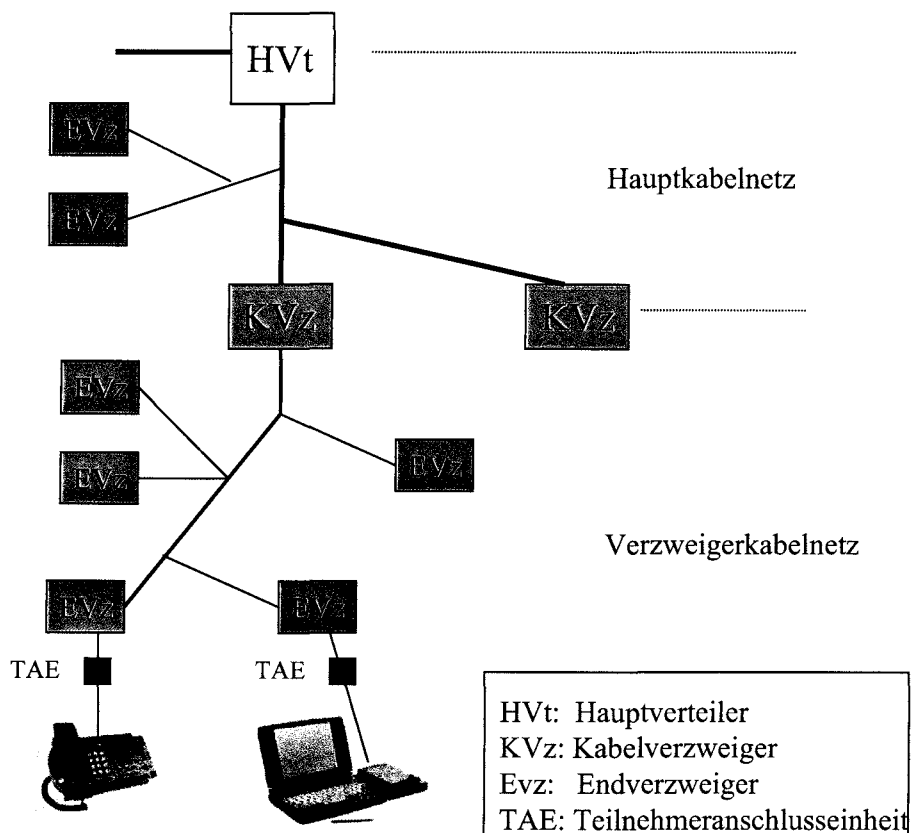 HVt
EVz
EVz
Hauptkabelnetz
KVz
KVz
EVz
EVz
EVz
Verzweigerkabelnetz
EVz
EVz
TAE
TAE
HVt: Hauptverteiler
KVz: Kabelverzweiger
Evz: Endverzweiger
TAE: Teilnehmeranschlusseinheit